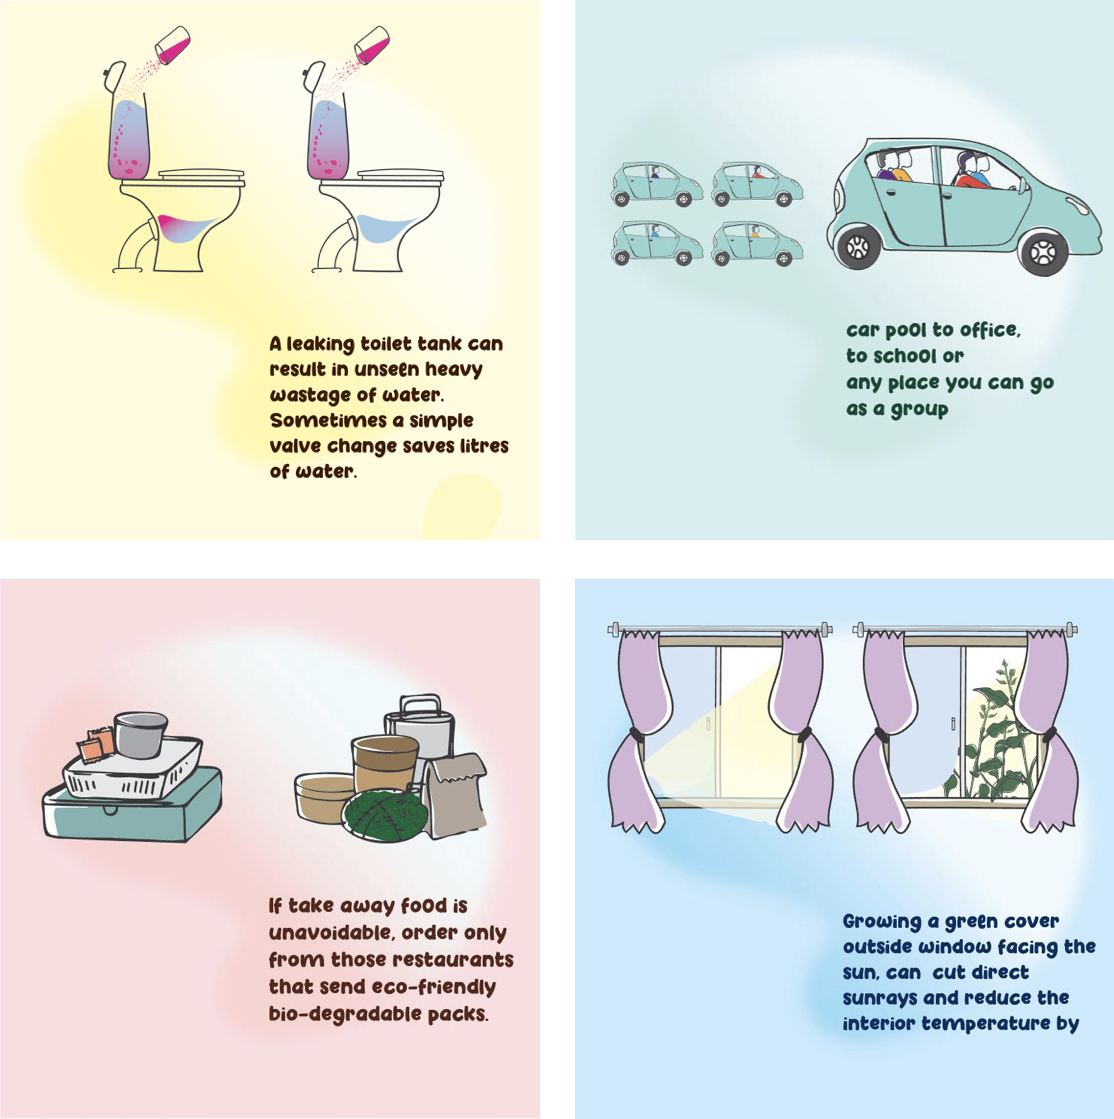 A leaking toilet tank can
result in unseen heavy
wastage of water.
Sometimes a simple
valve change saves litres
of water.
car pool to office,
to school or
any place you can go
as a group
If take away food is
unavoidable, order only
from those restaurants
that send eco-friendly
bio-degradable packs.
Growing a green cover
outside window facing the
sun, can cut direct
sunrays and reduce the
interior temperature by